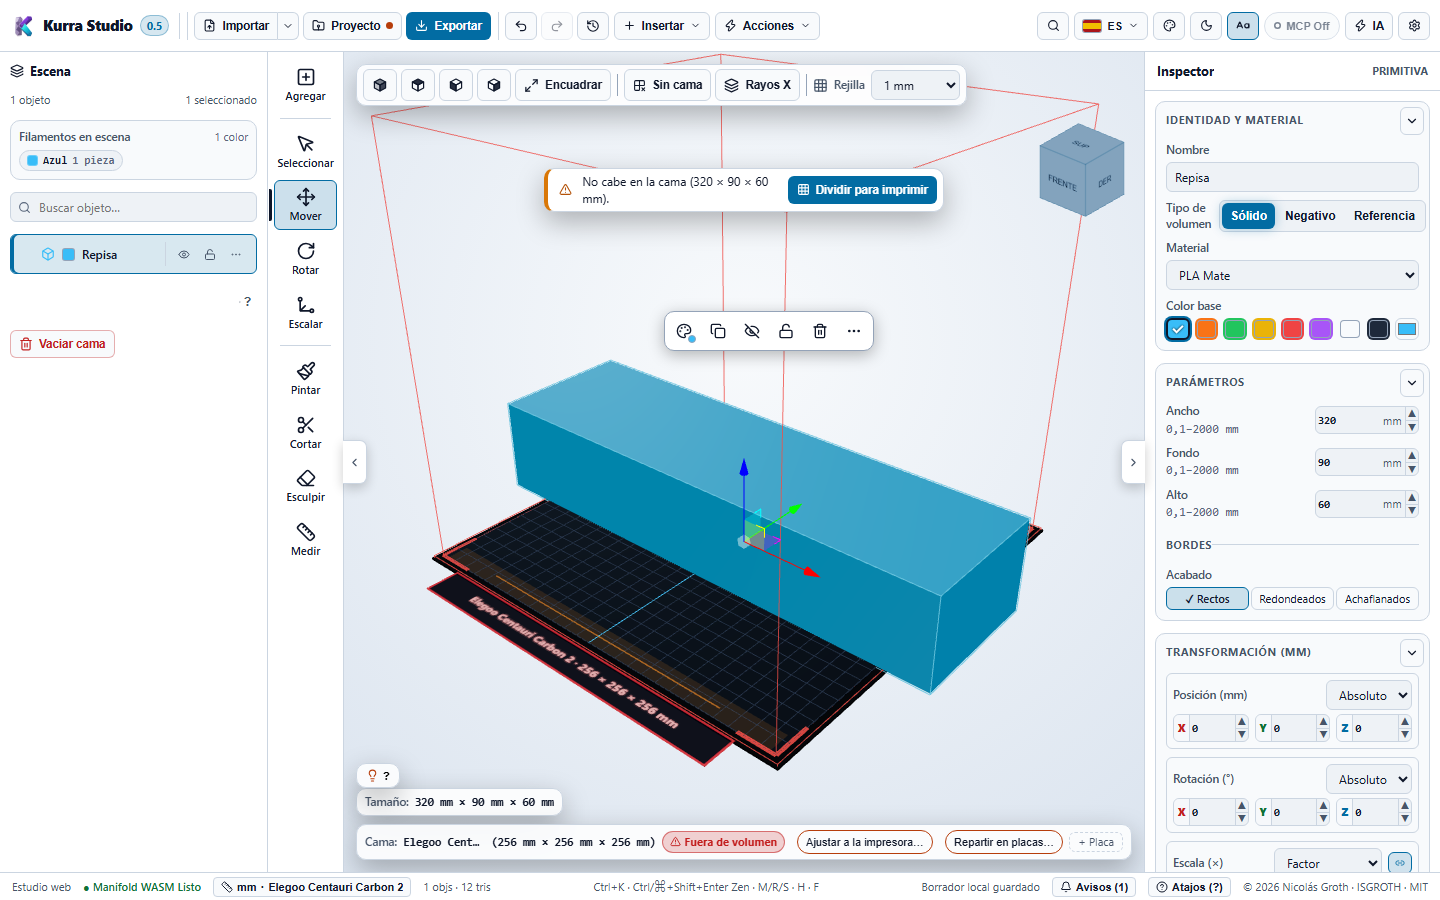 Kurra Studio 0.5
Importar
Proyecto
Exportar
Insertar
Acciones
ES
Aa
MCP Off
IA
Escena
1 objeto
1 seleccionado
Filamentos en escena
1 color
Azul 1 pieza
Buscar objeto...
Repisa
?
Vaciar cama
Agregar
Seleccionar
Mover
Rotar
Escalar
Pintar
Cortar
Esculpir
Medir
Encuadrar
Sin cama
Rayos X
Rejilla
1 mm
No cabe en la cama (320 × 90 × 60
mm).
Dividir para imprimir
SUP
FRENTE
DER
Elegoo Centauri Carbon 2 · 256 × 256 × 256 mm
?
Tamaño: 320 mm × 90 mm × 60 mm
Cama: Elegoo Cent… (256 mm × 256 mm × 256 mm)
Fuera de volumen
Ajustar a la impresora…
Repartir en placas…
+ Placa
Inspector
PRIMITIVA
IDENTIDAD Y MATERIAL
Nombre
Repisa
Tipo de
volumen
Sólido
Negativo
Referencia
Material
PLA Mate
Color base
PARÁMETROS
Ancho
0,1–2000 mm
320 mm
Fondo
0,1–2000 mm
90 mm
Alto
0,1–2000 mm
60 mm
BORDES
Acabado
✓ Rectos
Redondeados
Achaflanados
TRANSFORMACIÓN (MM)
Posición (mm)
Absoluto
X 0
Y 0
Z 0
Rotación (°)
Absoluto
X 0
Y 0
Z 0
Escala (×)
Factor
Estudio web
Manifold WASM Listo
mm · Elegoo Centauri Carbon 2
1 objs · 12 tris
Ctrl+K · Ctrl/⌘+Shift+Enter Zen · M/R/S · H · F
Borrador local guardado
Avisos (1)
Atajos (?)
© 2026 Nicolás Groth · ISGROTH · MIT